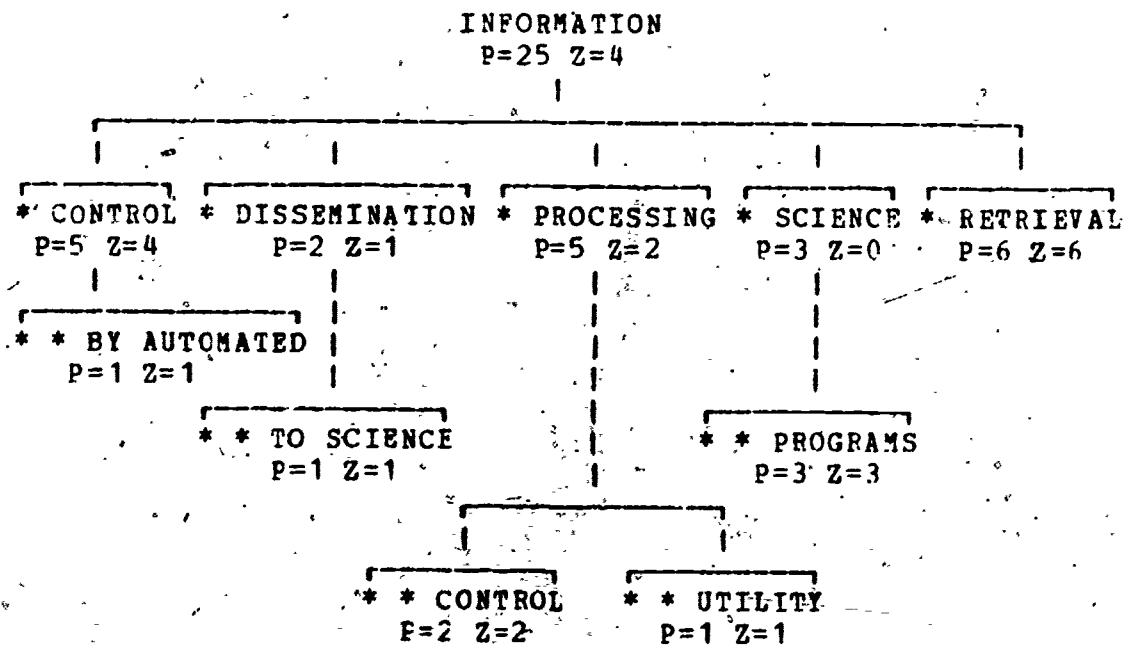 INFORMATION
P=25 Z=4
* CONTROL * DISSEMINATION * PROCESSING * SCIENCE * RETRIEVAL
P=5 Z=4 P=2 Z=1 P=5 Z=2 P=3 Z=0 P=6 Z=6
* * BY AUTOMATED
P=1 Z=1
* * TO SCIENCE * * PROGRAMS
P=1 Z=1 P=3 Z=3
* * CONTROL * * UTILITY
P=2 Z=2 P=1 Z=1